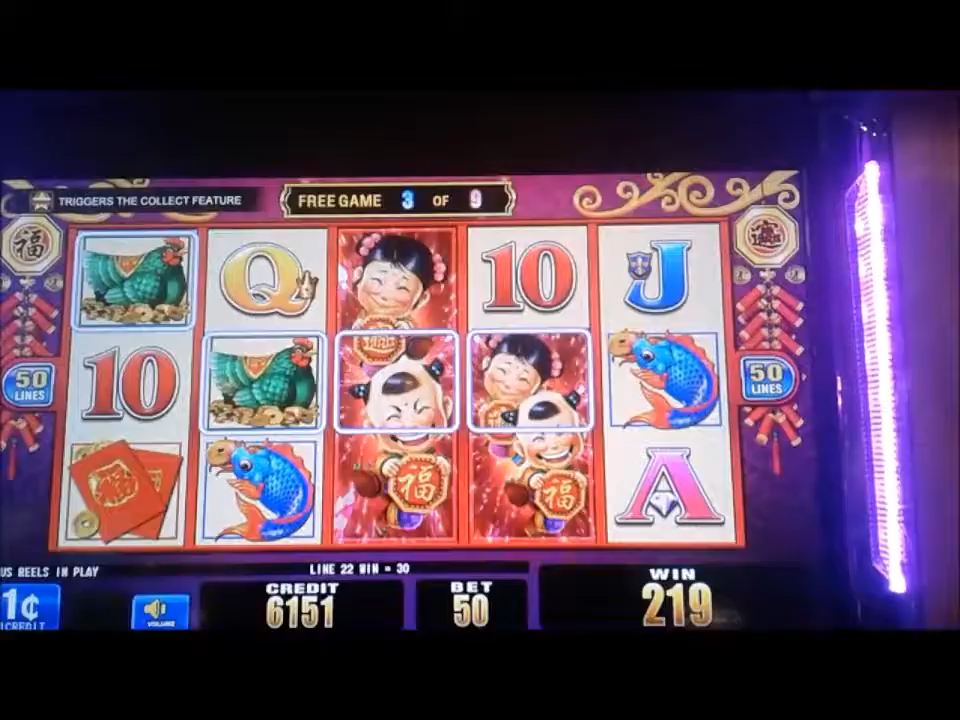 TRIGGERS THE COLLECT FEATURE
FREE GAME 3 OF 9
福
Q
10
J
50 LINES
10
50 LINES
福
福
A
US REELS IN PLAY
LINE 22 WIN = 30
1¢
CREDIT
VOLUME
CREDIT
6151
BET
50
WIN
219